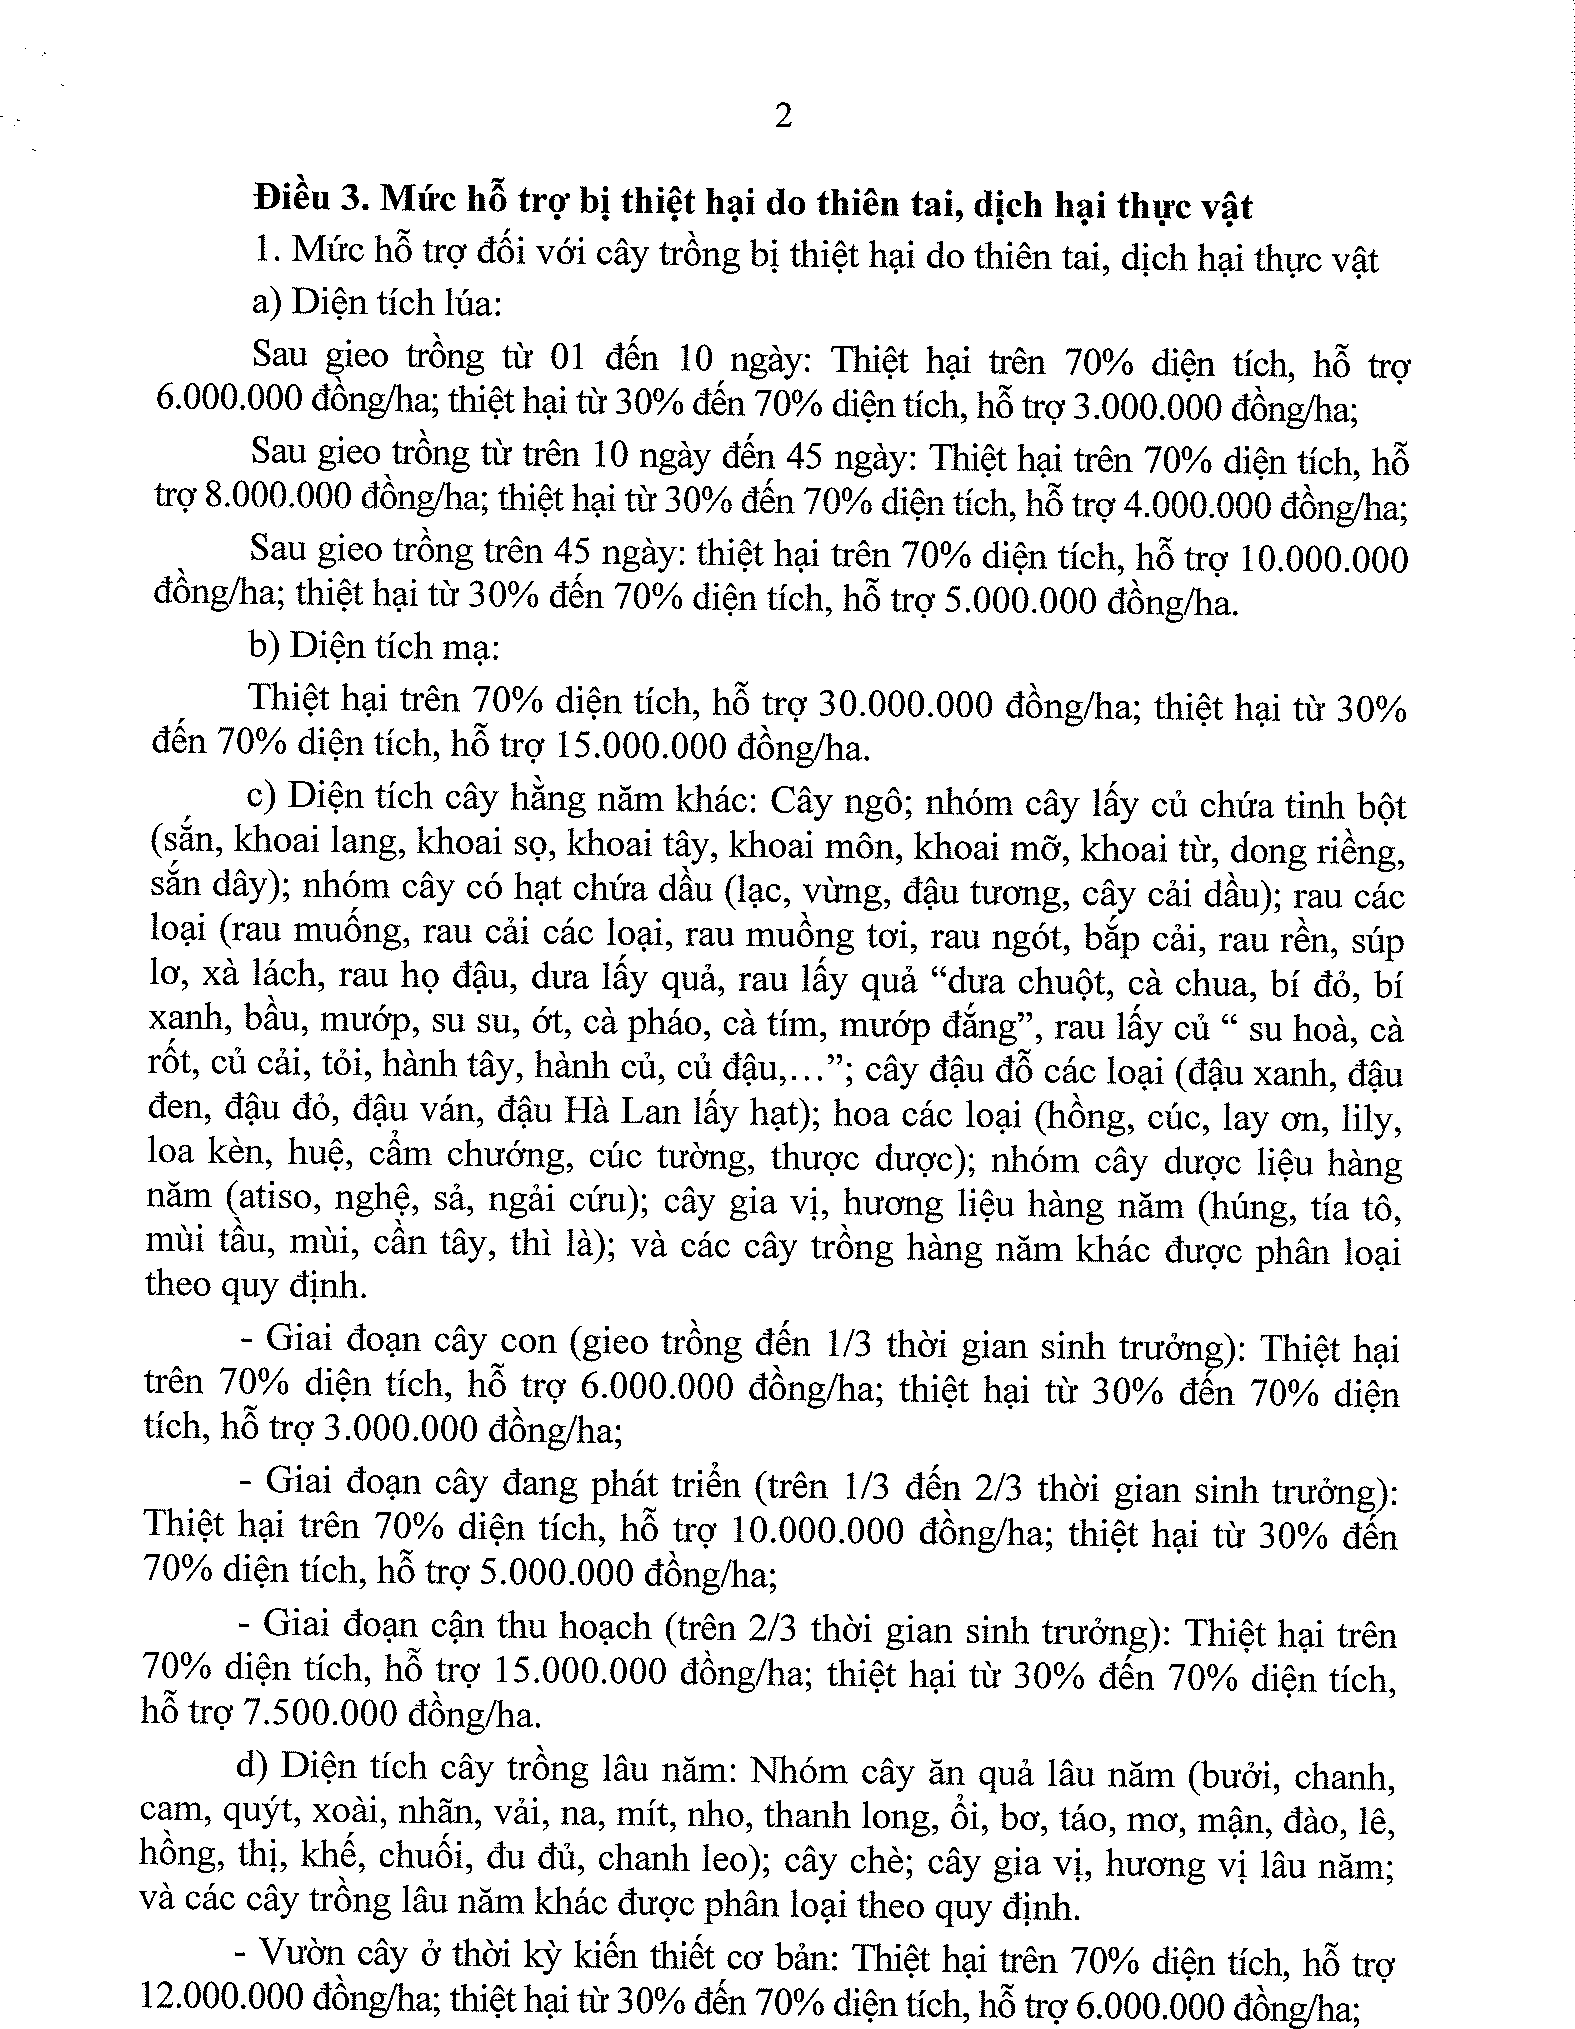 2
Điều 3. Mức hỗ trợ bị thiệt hại do thiên tai, dịch hại thực vật
1. Mức hỗ trợ đối với cây trồng bị thiệt hại do thiên tai, dịch hại thực vật
a) Diện tích lúa:
Sau gieo trồng từ 01 đến 10 ngày: Thiệt hại trên 70% diện tích, hỗ trợ
6.000.000 đồng/ha; thiệt hại từ 30% đến 70% diện tích, hỗ trợ 3.000.000 đồng/ha;
Sau gieo trồng từ trên 10 ngày đến 45 ngày: Thiệt hại trên 70% diện tích, hỗ
trợ 8.000.000 đồng/ha; thiệt hại từ 30% đến 70% diện tích, hỗ trợ 4.000.000 đồng/ha;
Sau gieo trồng trên 45 ngày: thiệt hại trên 70% diện tích, hỗ trợ 10.000.000
đồng/ha; thiệt hại từ 30% đến 70% diện tích, hỗ trợ 5.000.000 đồng/ha.
b) Diện tích mạ:
Thiệt hại trên 70% diện tích, hỗ trợ 30.000.000 đồng/ha; thiệt hại từ 30%
đến 70% diện tích, hỗ trợ 15.000.000 đồng/ha.
c) Diện tích cây hằng năm khác: Cây ngô; nhóm cây lấy củ chứa tinh bột
(sắn, khoai lang, khoai sọ, khoai tây, khoai môn, khoai mỡ, khoai từ, dong riềng,
sắn dây); nhóm cây có hạt chứa dầu (lạc, vừng, đậu tương, cây cải dầu); rau các
loại (rau muống, rau cải các loại, rau muồng tơi, rau ngót, bắp cải, rau rền, súp
lơ, xà lách, rau họ đậu, dưa lấy quả, rau lấy quả “dưa chuột, cà chua, bí đỏ, bí
xanh, bầu, mướp, su su, ớt, cà pháo, cà tím, mướp đắng”, rau lấy củ “ su hoà, cà
rốt, củ cải, tỏi, hành tây, hành củ, củ đậu,...”; cây đậu đỗ các loại (đậu xanh, đậu
đen, đậu đỏ, đậu ván, đậu Hà Lan lấy hạt); hoa các loại (hồng, cúc, lay ơn, lily,
loa kèn, huệ, cẩm chướng, cúc tường, thược dược); nhóm cây dược liệu hàng
năm (atiso, nghệ, sả, ngải cứu); cây gia vị, hương liệu hàng năm (húng, tía tô,
mùi tầu, mùi, cần tây, thì là); và các cây trồng hàng năm khác được phân loại
theo quy định.
- Giai đoạn cây con (gieo trồng đến 1/3 thời gian sinh trưởng): Thiệt hại
trên 70% diện tích, hỗ trợ 6.000.000 đồng/ha; thiệt hại từ 30% đến 70% diện
tích, hỗ trợ 3.000.000 đồng/ha;
- Giai đoạn cây đang phát triển (trên 1/3 đến 2/3 thời gian sinh trưởng):
Thiệt hại trên 70% diện tích, hỗ trợ 10.000.000 đồng/ha; thiệt hại từ 30% đến
70% diện tích, hỗ trợ 5.000.000 đồng/ha;
- Giai đoạn cận thu hoạch (trên 2/3 thời gian sinh trưởng): Thiệt hại trên
70% diện tích, hỗ trợ 15.000.000 đồng/ha; thiệt hại từ 30% đến 70% diện tích,
hỗ trợ 7.500.000 đồng/ha.
d) Diện tích cây trồng lâu năm: Nhóm cây ăn quả lâu năm (bưởi, chanh,
cam, quýt, xoài, nhãn, vải, na, mít, nho, thanh long, ổi, bơ, táo, mơ, mận, đào, lê,
hồng, thị, khế, chuối, đu đủ, chanh leo); cây chè; cây gia vị, hương vị lâu năm;
và các cây trồng lâu năm khác được phân loại theo quy định.
- Vườn cây ở thời kỳ kiến thiết cơ bản: Thiệt hại trên 70% diện tích, hỗ trợ
12.000.000 đồng/ha; thiệt hại từ 30% đến 70% diện tích, hỗ trợ 6.000.000 đồng/ha;